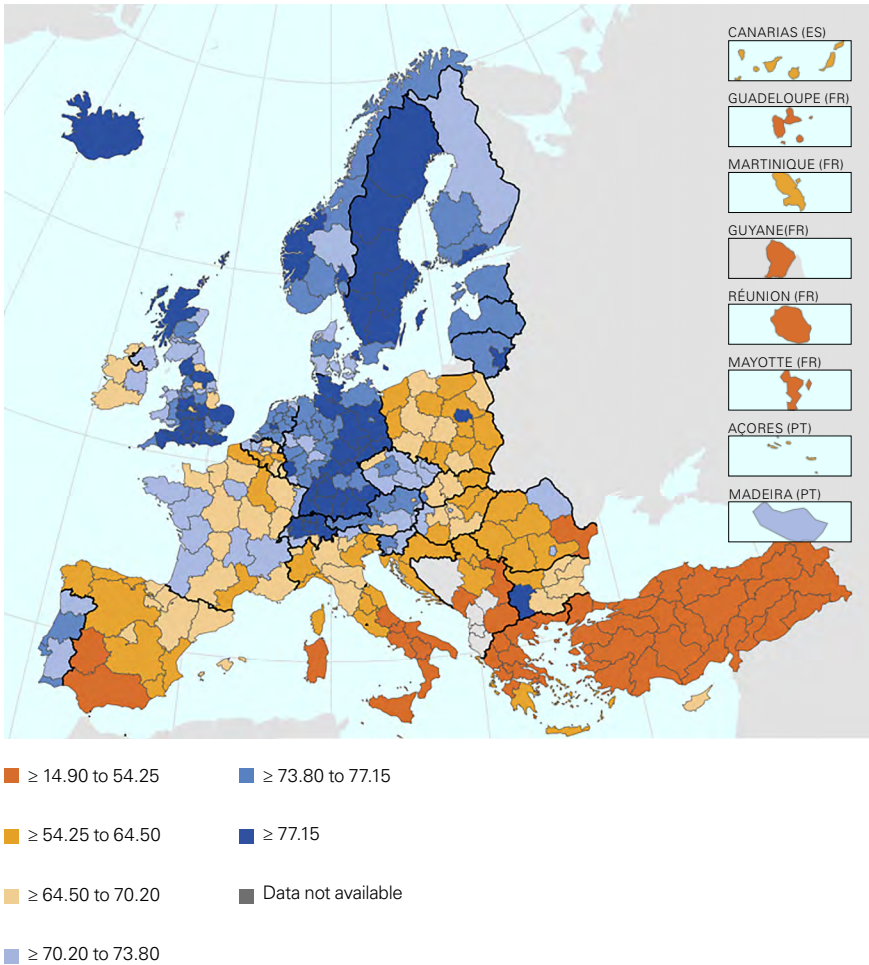 CANARIAS (ES)
GUADELOUPE (FR)
MARTINIQUE (FR)
GUYANE(FR)
RÉUNION (FR)
MAYOTTE (FR)
AÇORES (PT)
MADEIRA (PT)
≥ 14.90 to 54.25
≥ 54.25 to 64.50
≥ 64.50 to 70.20
≥ 70.20 to 73.80
≥ 73.80 to 77.15
≥ 77.15
Data not available